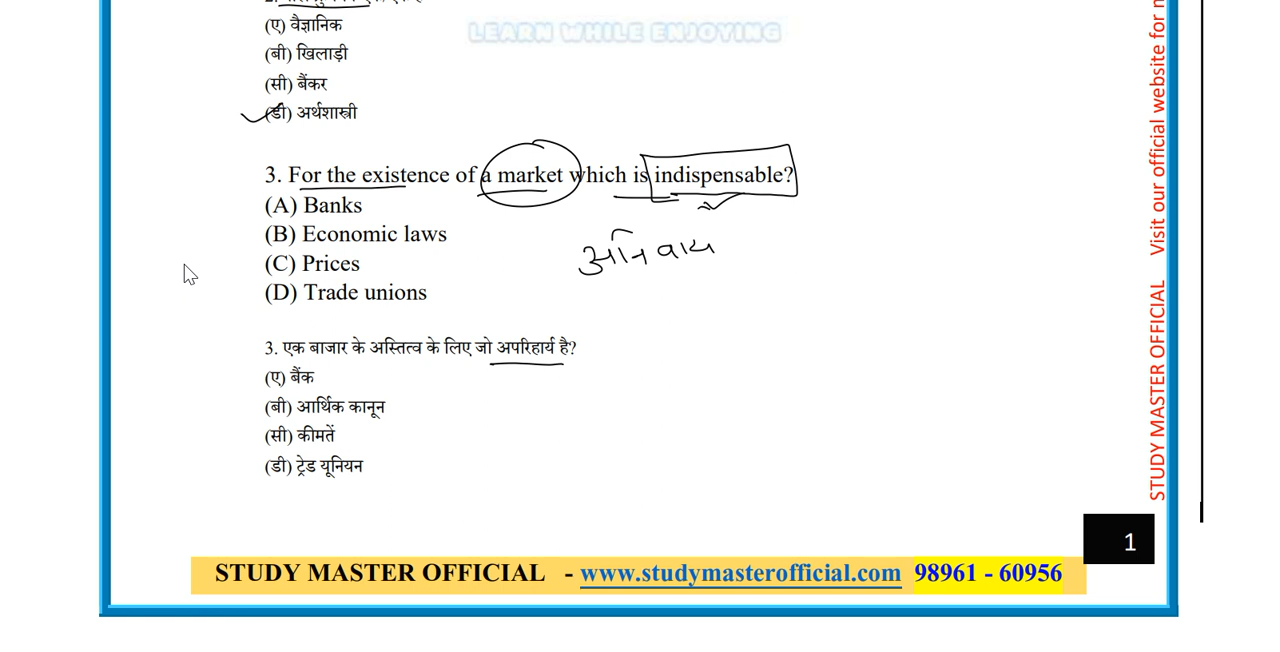 LEARN WHILE ENJOYING
(ए) वैज्ञानिक
(बी) खिलाड़ी
(सी) बैंकर
(डी) अर्थशास्त्री
3. For the existence of a market which is indispensable?
(A) Banks
(B) Economic laws
(C) Prices
(D) Trade unions
अनिवार्य
3. एक बाजार के अस्तित्व के लिए जो अपरिहार्य है?
(ए) बैंक
(बी) आर्थिक कानून
(सी) कीमतें
(डी) ट्रेड यूनियन
STUDY MASTER OFFICIAL Visit our official website for
1
STUDY MASTER OFFICIAL - www.studymasterofficial.com 98961 - 60956